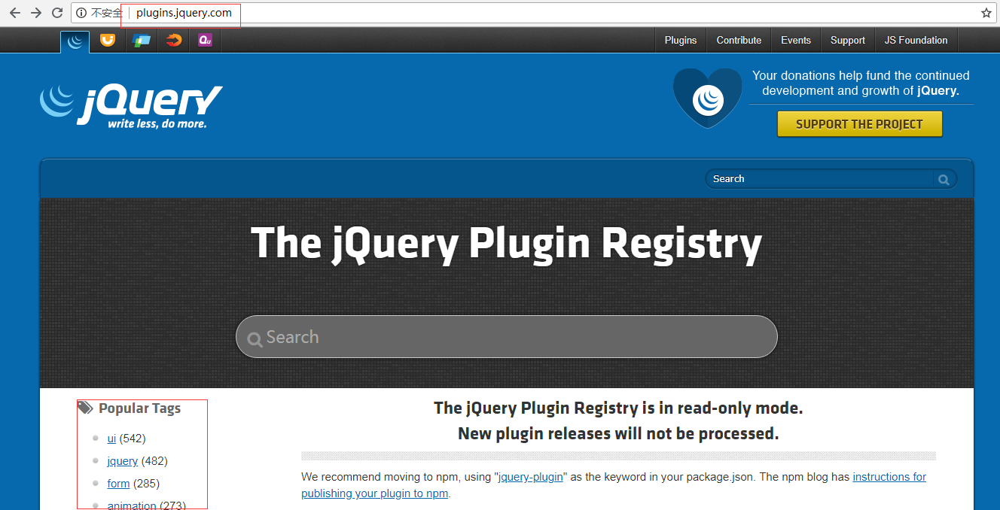 不安全 plugins.jquery.com
Qu
Plugins Contribute Events Support JS Foundation
jQuery
write less, do more.
Your donations help fund the continued
development and growth of jQuery.
SUPPORT THE PROJECT
Search
The jQuery Plugin Registry
Search
Popular Tags
ui (542)
jquery (482)
form (285)
animation (273)
The jQuery Plugin Registry is in read-only mode.
New plugin releases will not be processed.
We recommend moving to npm, using "jquery-plugin" as the keyword in your package.json. The npm blog has instructions for
publishing your plugin to npm.